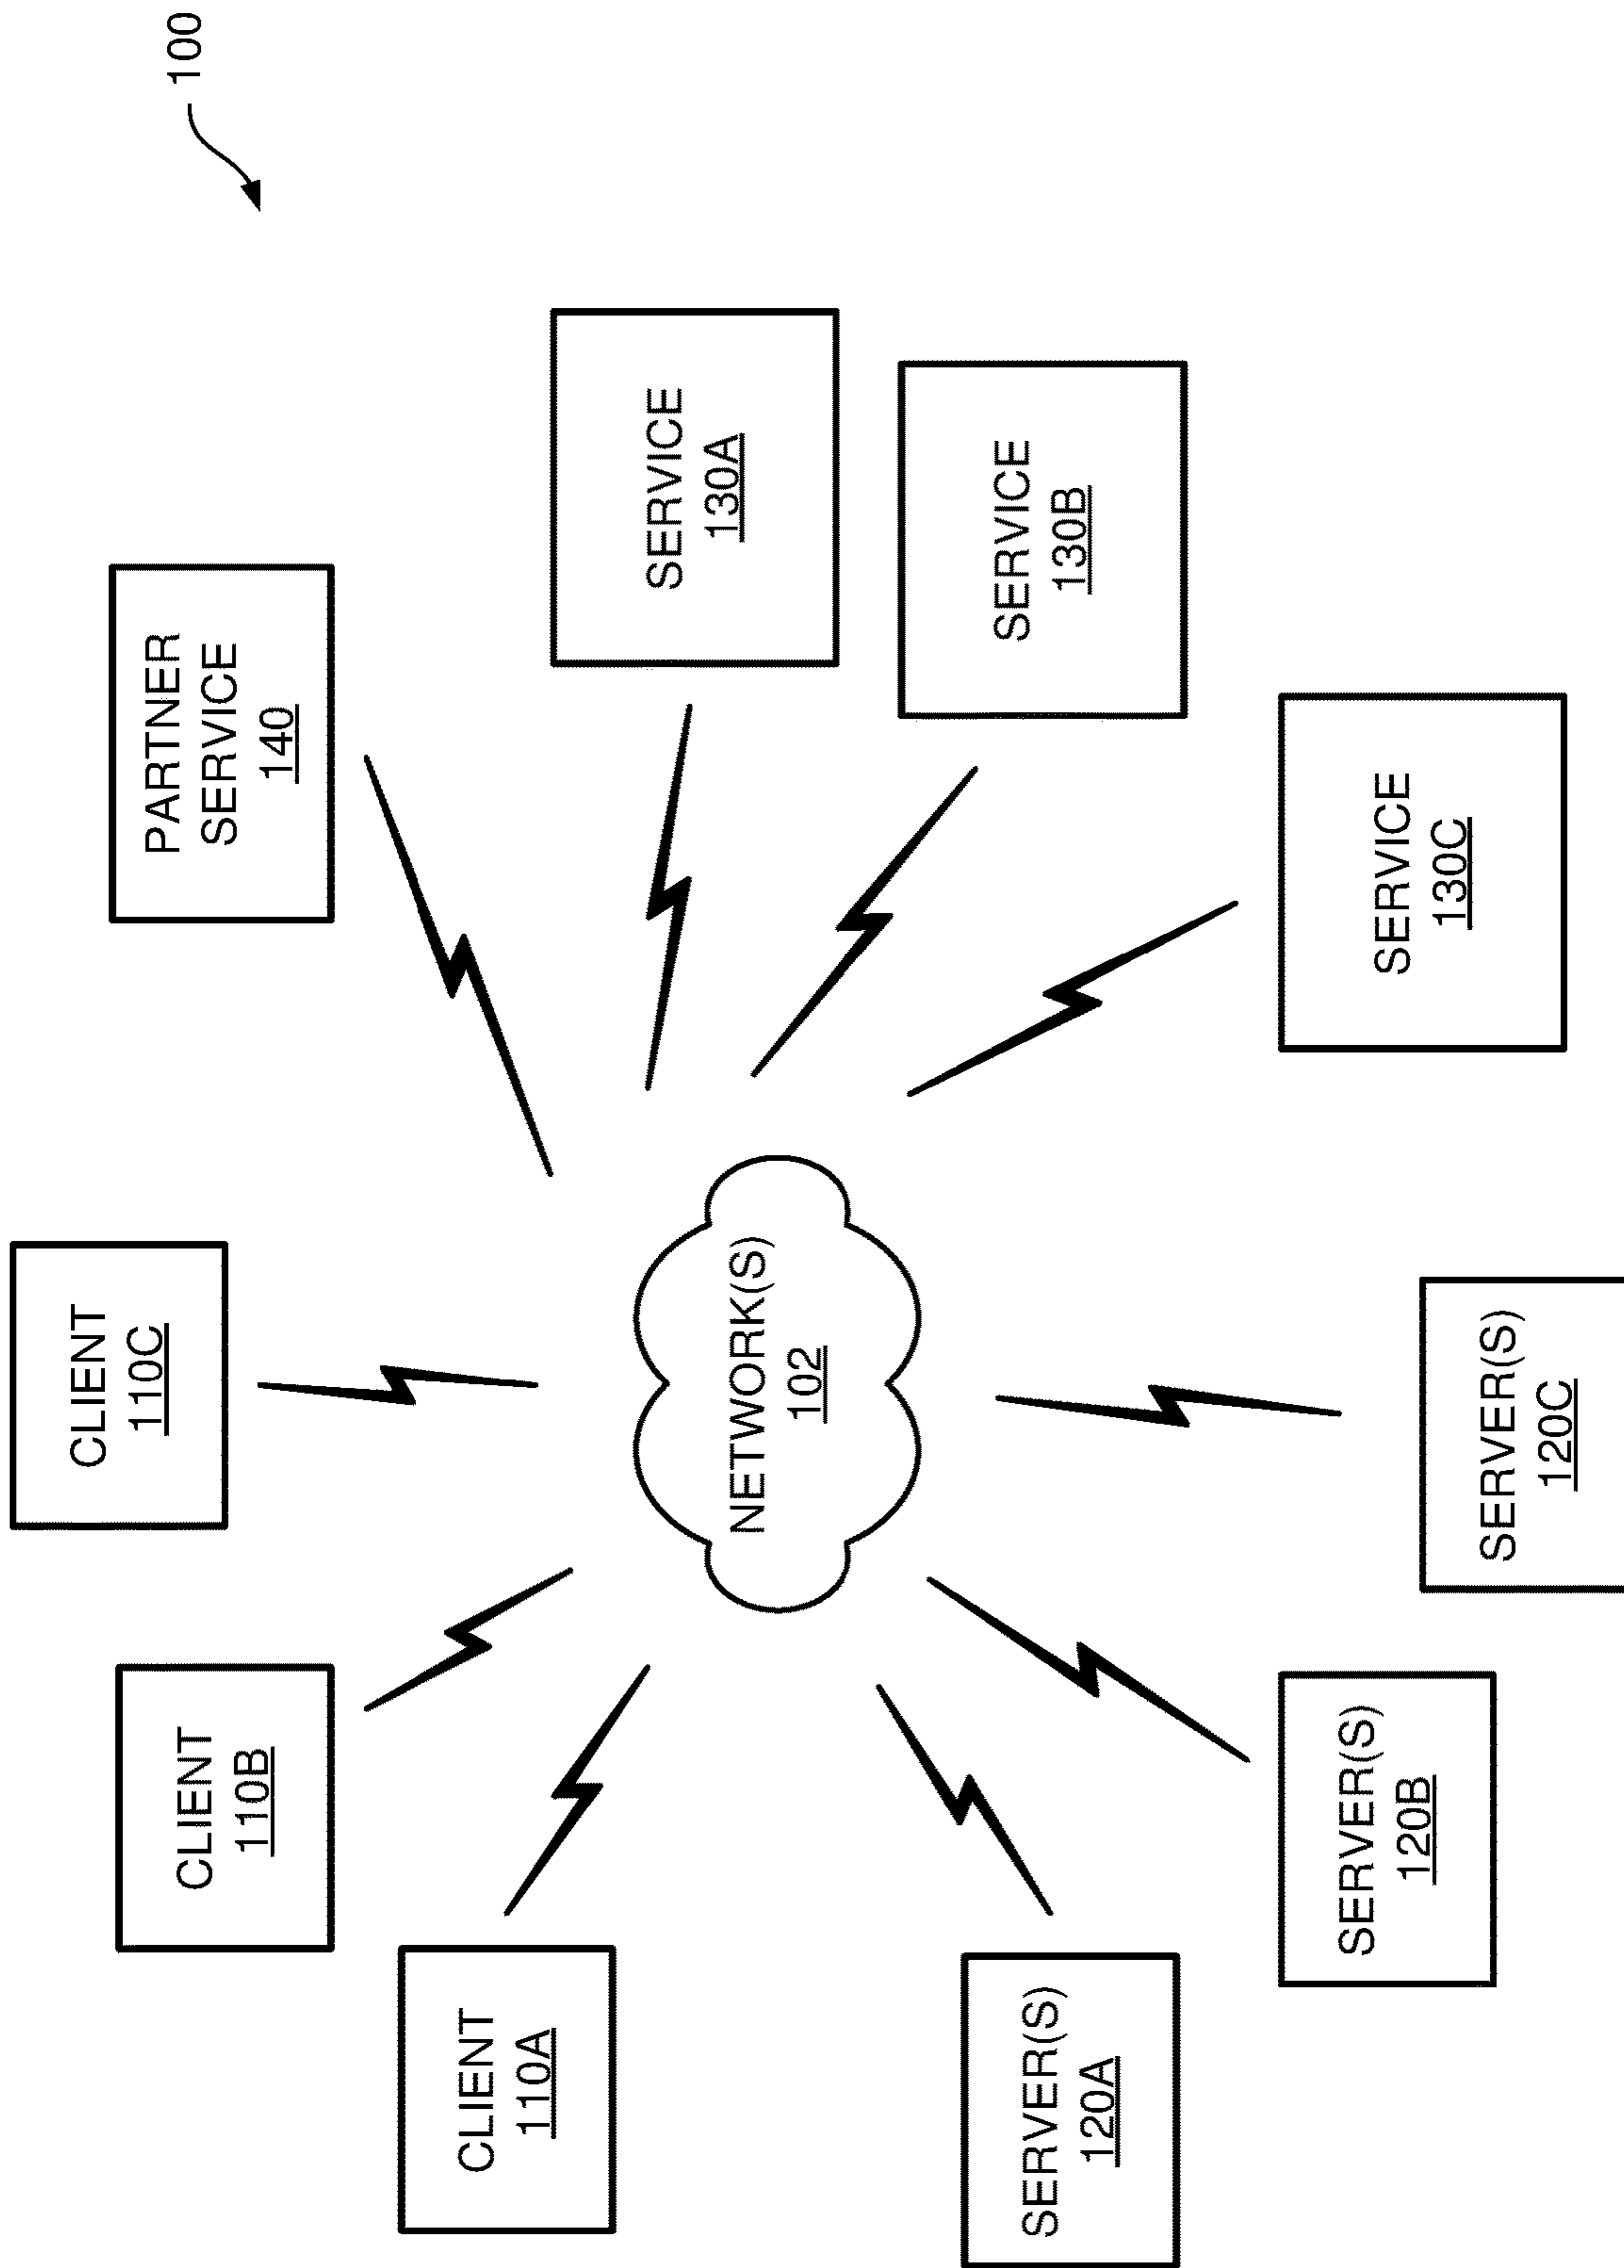 100
CLIENT
110C
CLIENT
110B
CLIENT
110A
PARTNER
SERVICE
140
SERVICE
130A
SERVICE
130B
SERVICE
130C
NETWORK(S)
102
SERVER(S)
120A
SERVER(S)
120B
SERVER(S)
120C